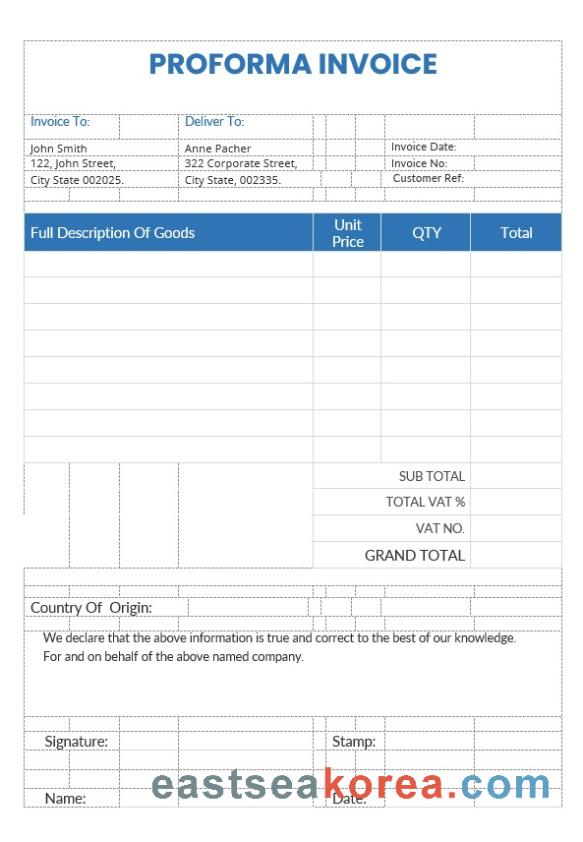 PROFORMA INVOICE
Invoice To: Deliver To:
John Smith Anne Pacher Invoice Date:
122, John Street, 322 Corporate Street, Invoice No:
City State 002025. City State, 002335. Customer Ref:
Full Description Of Goods Unit Price QTY Total
SUB TOTAL
TOTAL VAT %
VAT NO.
GRAND TOTAL
Country Of Origin:
We declare that the above information is true and correct to the best of our knowledge.
For and on behalf of the above named company.
Signature: Stamp:
eastseakorea.com
Name: Date: